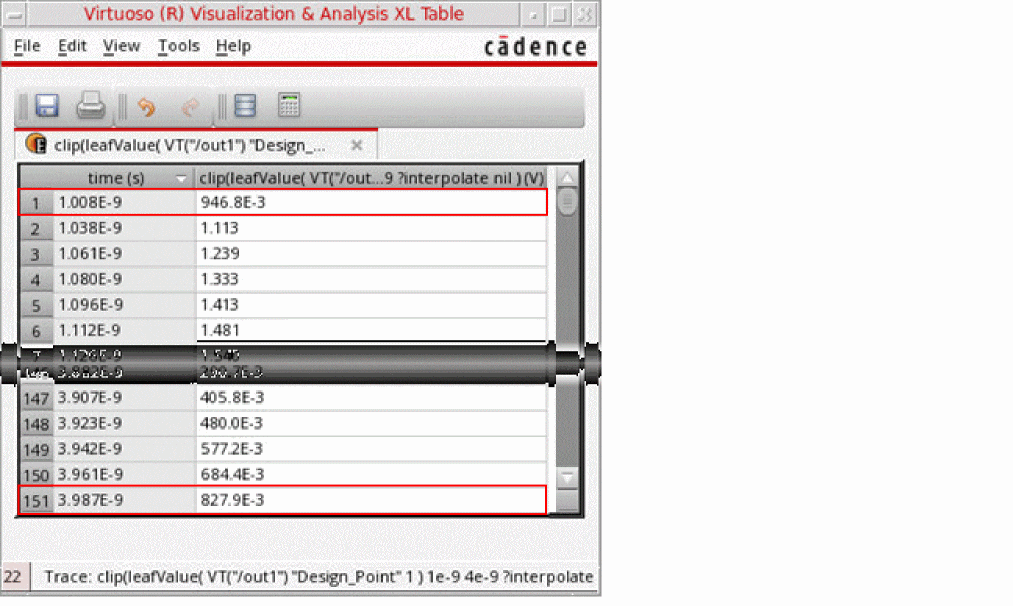 Virtuoso (R) Visualization & Analysis XL Table
File Edit View Tools Help cādence
clip(leafValue( VT("/out1") "Design_...
time (s) clip(leafValue( VT("/out...9 ?interpolate nil ) (V)
1 1.008E-9 946.8E-3
2 1.038E-9 1.113
3 1.061E-9 1.239
4 1.080E-9 1.333
5 1.096E-9 1.413
6 1.112E-9 1.481
7 1.126E-9
147 3.907E-9 405.8E-3
148 3.923E-9 480.0E-3
149 3.942E-9 577.2E-3
150 3.961E-9 684.4E-3
151 3.987E-9 827.9E-3
22 Trace: clip(leafValue( VT("/out1") "Design_Point" 1 ) 1e-9 4e-9 ?interpolate